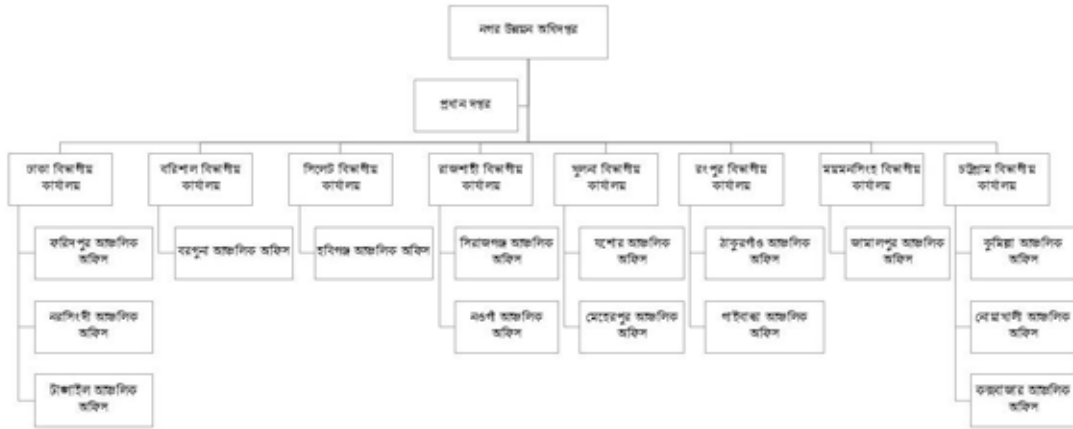 নগর উন্নয়ন অধিদপ্তর
প্রধান দপ্তর
ঢাকা বিভাগীয়
কার্যালয়
বরিশাল বিভাগীয়
কার্যালয়
সিলেট বিভাগীয়
কার্যালয়
রাজশাহী বিভাগীয়
কার্যালয়
খুলনা বিভাগীয়
কার্যালয়
রংপুর বিভাগীয়
কার্যালয়
ময়মনসিংহ বিভাগীয়
কার্যালয়
চট্টগ্রাম বিভাগীয়
কার্যালয়
ফরিদপুর আঞ্চলিক
অফিস
বরগুনা আঞ্চলিক অফিস
হবিগঞ্জ আঞ্চলিক অফিস
সিরাজগঞ্জ আঞ্চলিক
অফিস
যশোর আঞ্চলিক
অফিস
ঠাকুরগাঁও আঞ্চলিক
অফিস
জামালপুর আঞ্চলিক
অফিস
কুমিল্লা আঞ্চলিক
অফিস
নরসিংদী আঞ্চলিক
অফিস
নওগাঁ আঞ্চলিক
অফিস
মেহেরপুর আঞ্চলিক
অফিস
গাইবান্ধা আঞ্চলিক
অফিস
নোয়াখালী আঞ্চলিক
অফিস
টাঙ্গাইল আঞ্চলিক
অফিস
কক্সবাজার আঞ্চলিক
অফিস